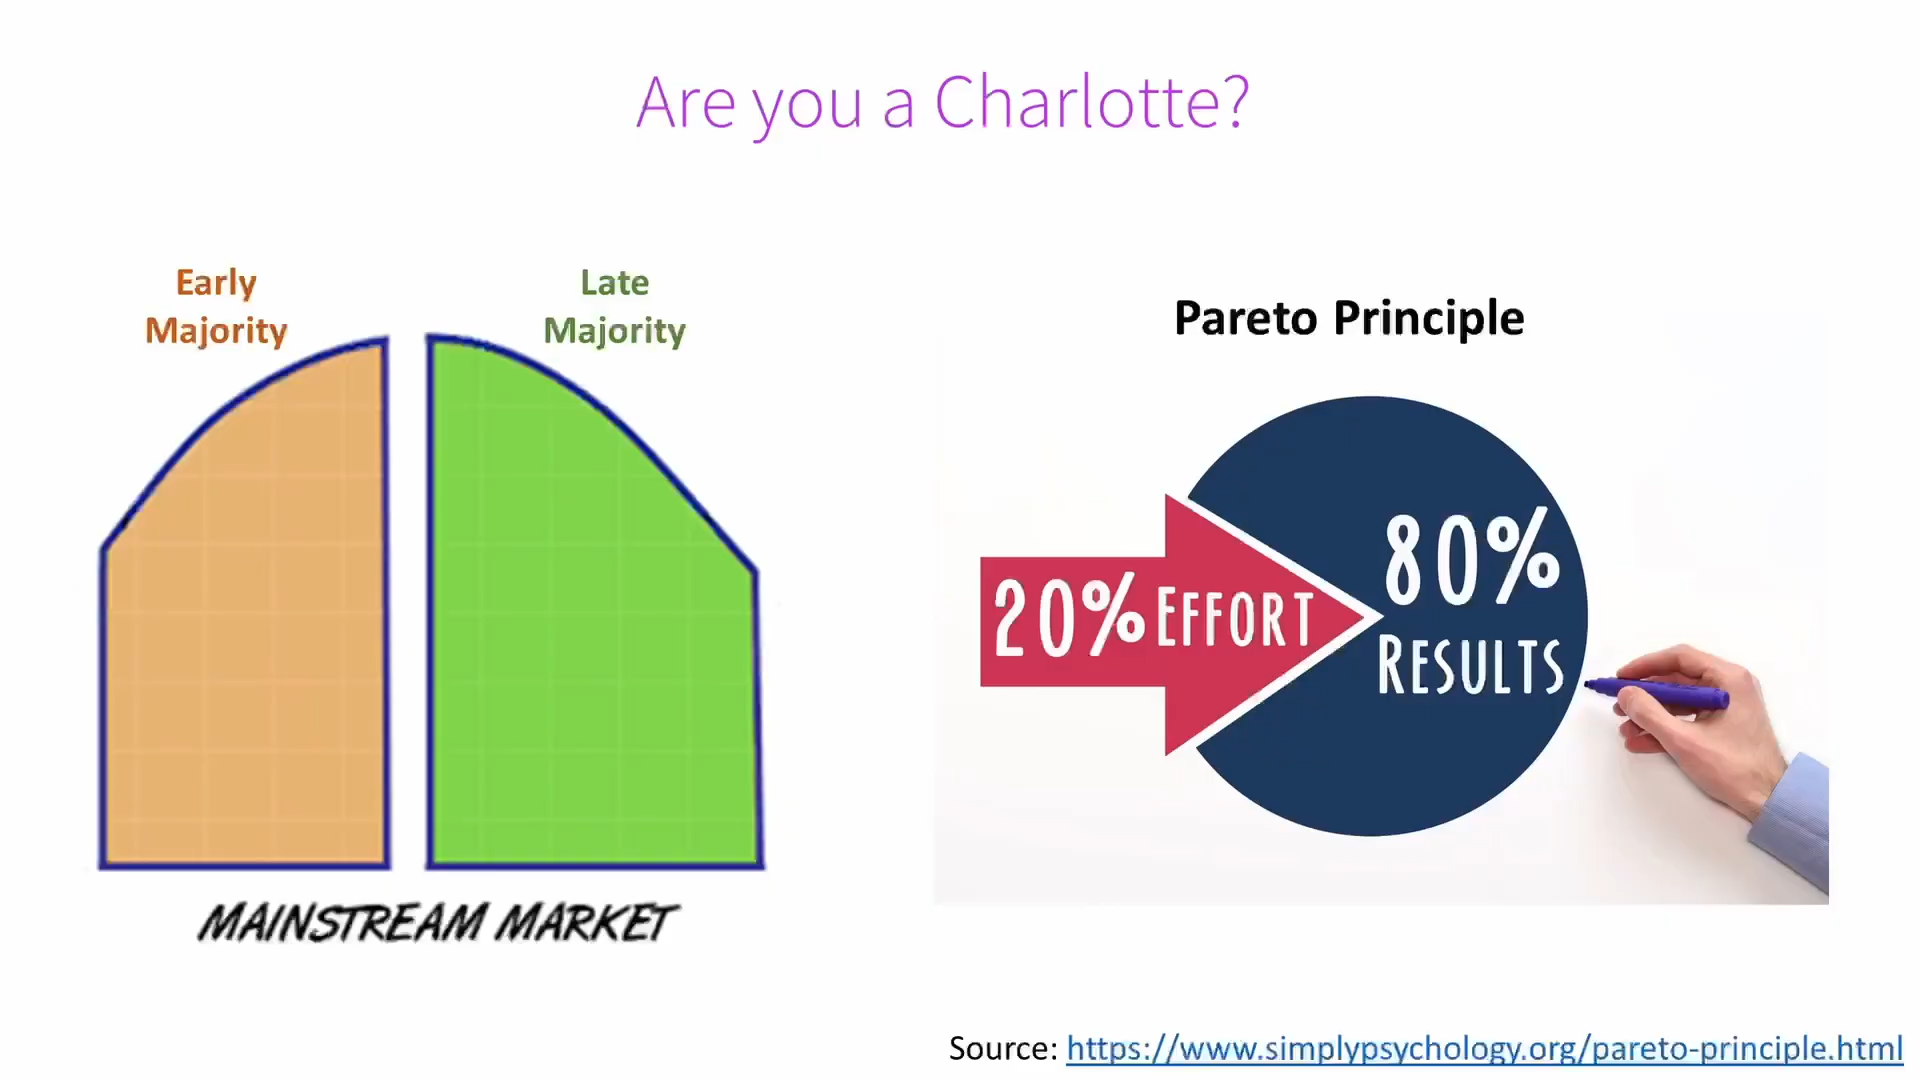 Are you a Charlotte?
Early
Majority
Late
Majority
MAINSTREAM MARKET
Pareto Principle
20% EFFORT
80%
RESULTS
Source: https://www.simplypsychology.org/pareto-principle.html